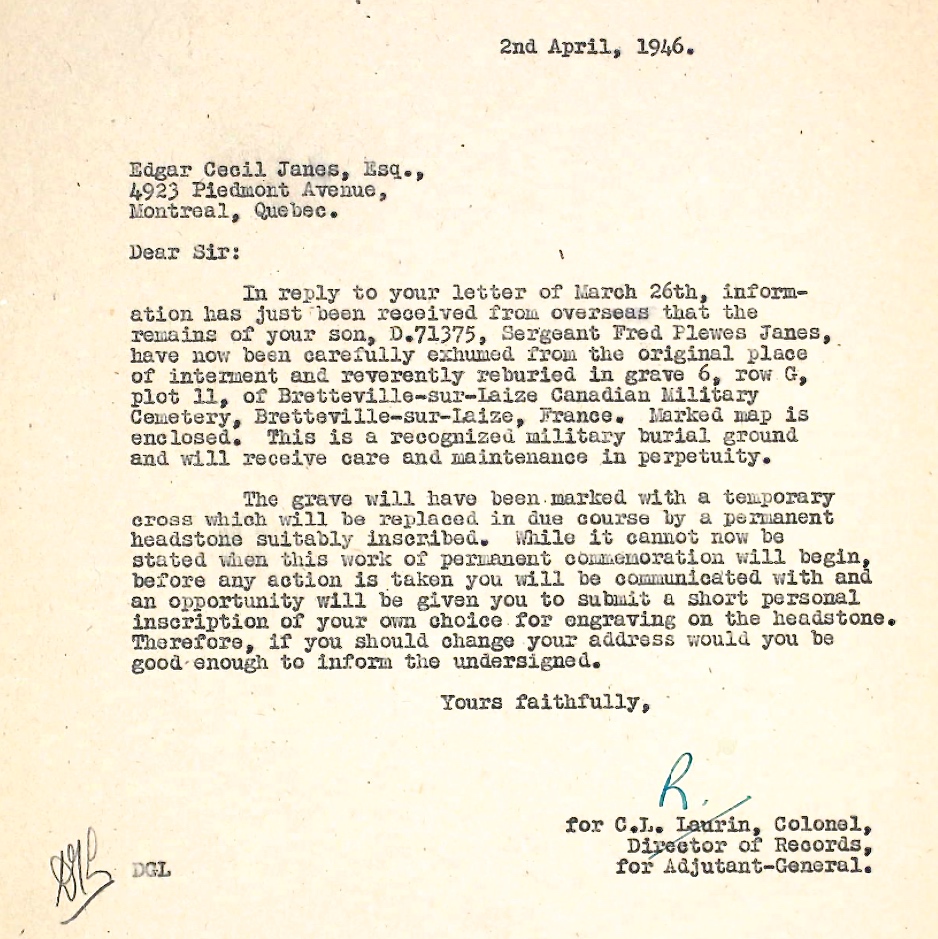 2nd April, 1946.
Edgar Cecil Janes, Esq.,
4923 Piedmont Avenue,
Montreal, Quebec.
Dear Sir:
In reply to your letter of March 26th, inform-
ation has just been received from overseas that the
remains of your son, D.71375, Sergeant Fred Plewes Janes,
have now been carefully exhumed from the original place
of interment and reverently reburied in grave 6, row G,
plot 11, of Bretteville-sur-Laize Canadian Military
Cemetery, Bretteville-sur-Laize, France. Marked map is
enclosed. This is a recognized military burial ground
and will receive care and maintenance in perpetuity.
The grave will have been marked with a temporary
cross which will be replaced in due course by a permanent
headstone suitably inscribed. While it cannot now be
stated when this work of permanent commemoration will begin,
before any action is taken you will be communicated with and
an opportunity will be given you to submit a short personal
inscription of your own choice for engraving on the headstone.
Therefore, if you should change your address would you be
good enough to inform the undersigned.
Yours faithfully,
R.
for C.L. Laurin, Colonel,
Director of Records,
for Adjutant-General.
DGL